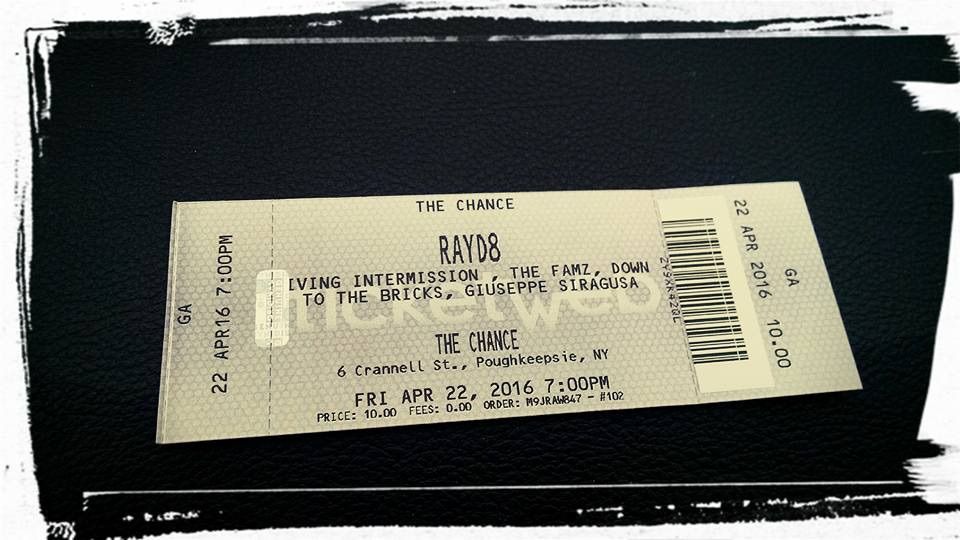 GA
22 APR16 7:00PM
THE CHANCE
RAYD8
IVING INTERMISSION , THE FAMZ, DOWN
TO THE BRICKS, GIUSEPPE SIRAGUSA
ticketweb
THE CHANCE
6 Crannell St., Poughkeepsie, NY
FRI APR 22, 2016 7:00PM
PRICE: 10.00 FEES: 0.00 ORDER: M9JRAW847 - #102
22 APR 2016 10.00
GA